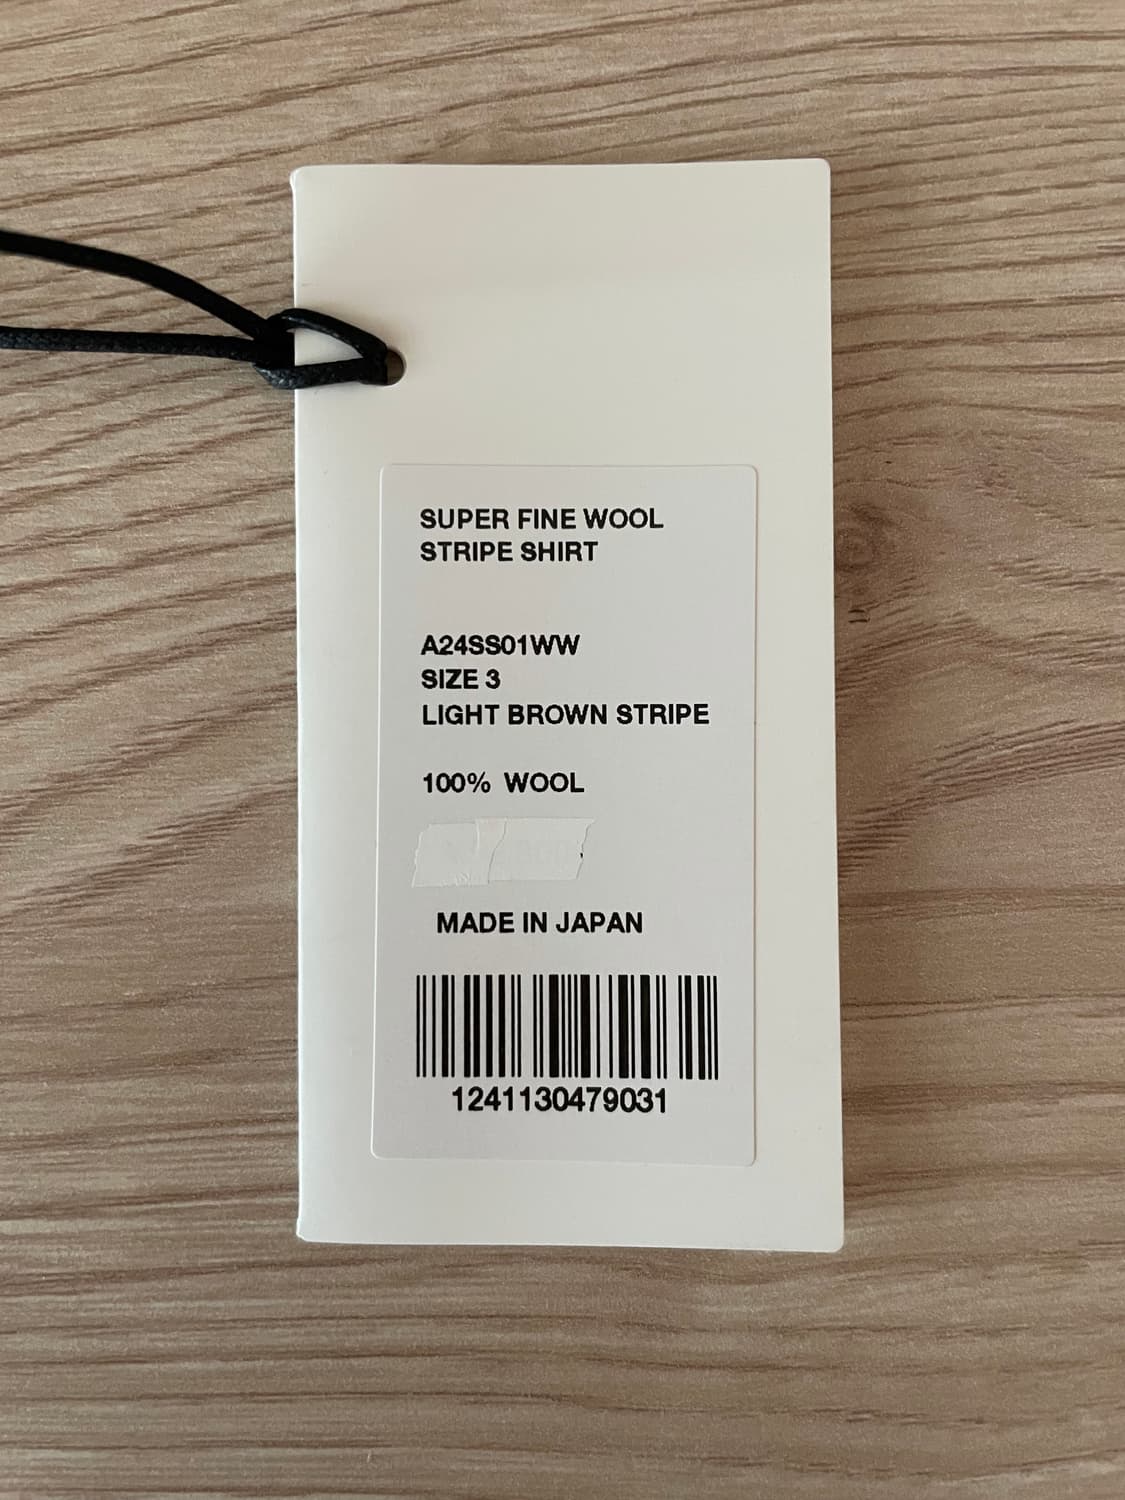 SUPER FINE WOOL
STRIPE SHIRT
A24SS01WW
SIZE 3
LIGHT BROWN STRIPE
100% WOOL
MADE IN JAPAN
1241130479031